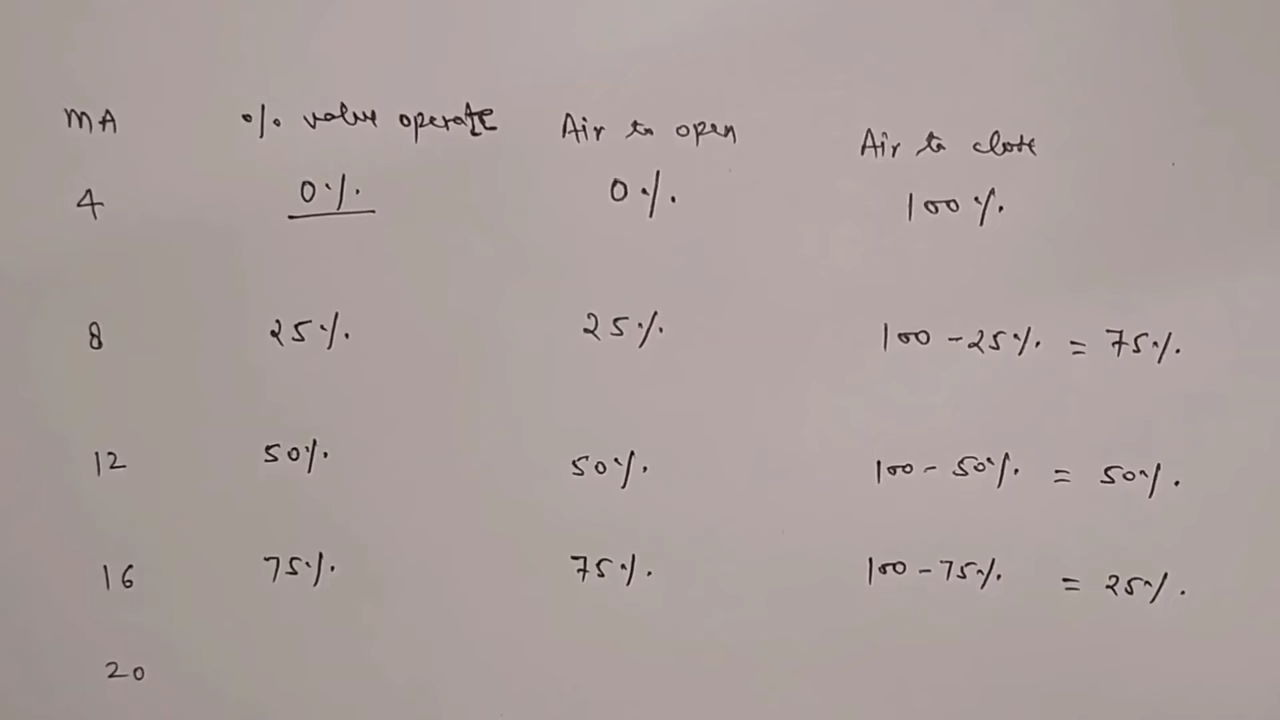 MA % value operate Air to open Air to close
4 0% 0% 100%
8 25% 25% 100 - 25% = 75%
12 50% 50% 100 - 50% = 50%
16 75% 75% 100 - 75% = 25%
20